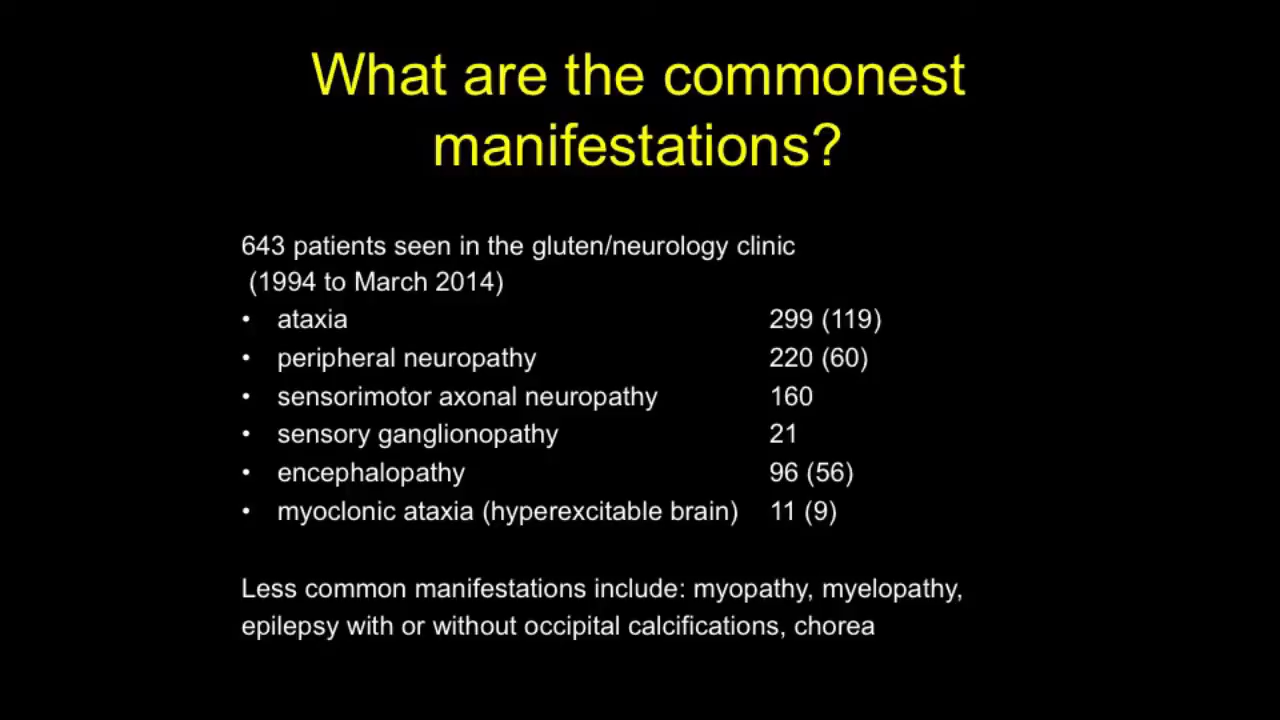 What are the commonest
manifestations?
643 patients seen in the gluten/neurology clinic
(1994 to March 2014)
• ataxia 299 (119)
• peripheral neuropathy 220 (60)
• sensorimotor axonal neuropathy 160
• sensory ganglionopathy 21
• encephalopathy 96 (56)
• myoclonic ataxia (hyperexcitable brain) 11 (9)
Less common manifestations include: myopathy, myelopathy,
epilepsy with or without occipital calcifications, chorea